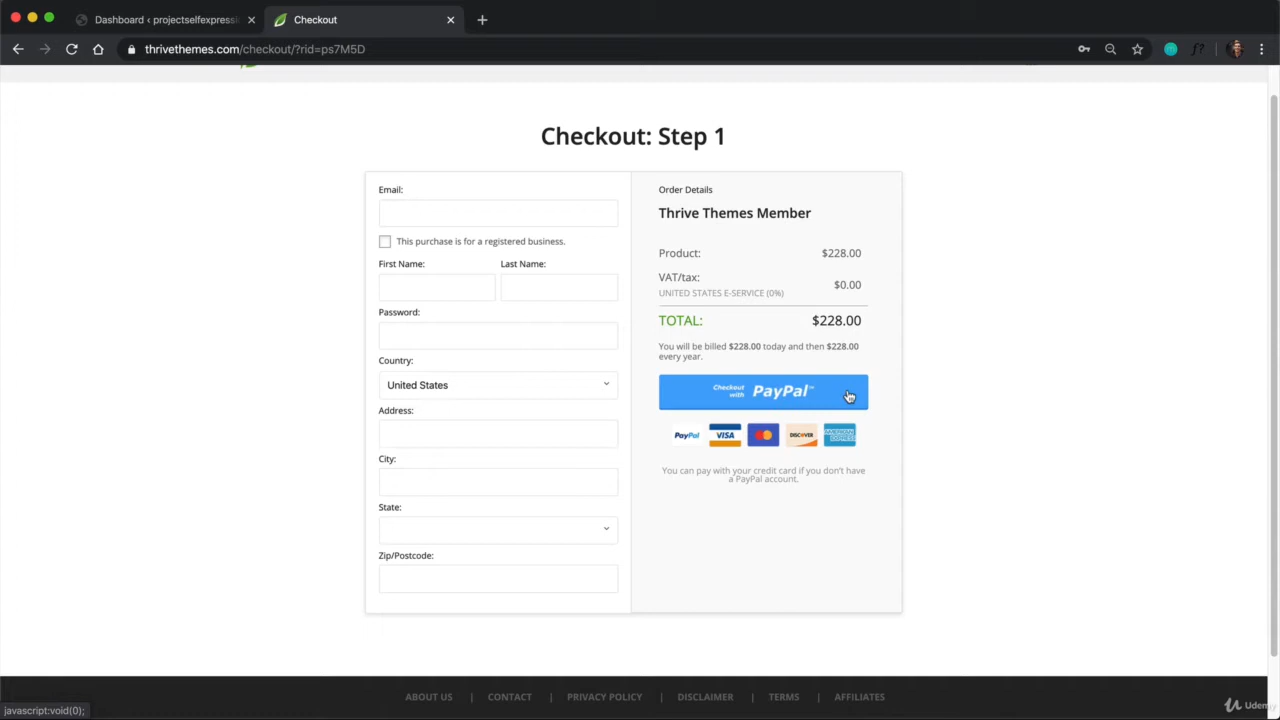 Dashboard ‹ projectselfexpressi
Checkout
thrivethemes.com/checkout/?rid=ps7M5D
Checkout: Step 1
Email:
This purchase is for a registered business.
First Name:
Last Name:
Password:
Country:
United States
Address:
City:
State:
Zip/Postcode:
Order Details
Thrive Themes Member
Product: $228.00
VAT/tax:
UNITED STATES E-SERVICE (0%)
$0.00
TOTAL: $228.00
You will be billed $228.00 today and then $228.00
every year.
Checkout
with PayPal™
PayPal VISA DISCOVER AMERICAN EXPRESS
You can pay with your credit card if you don't have
a PayPal account.
ABOUT US | CONTACT | PRIVACY POLICY | DISCLAIMER | TERMS | AFFILIATES
javascript:void(0);
Udemy